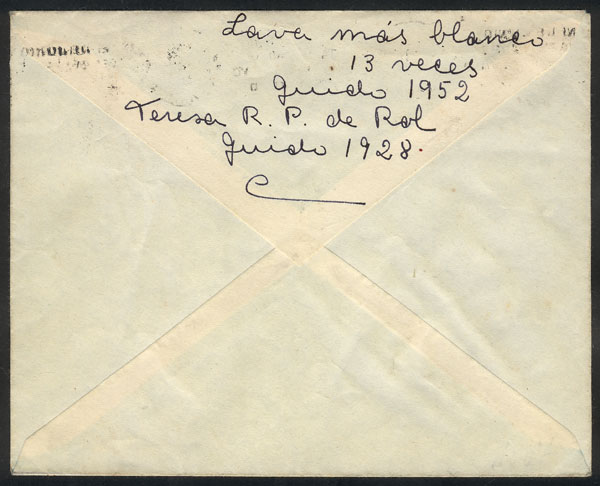 Lava más blanco
13 veces
Guido 1952
Teresa R. P. de Rol
Guido 1928.